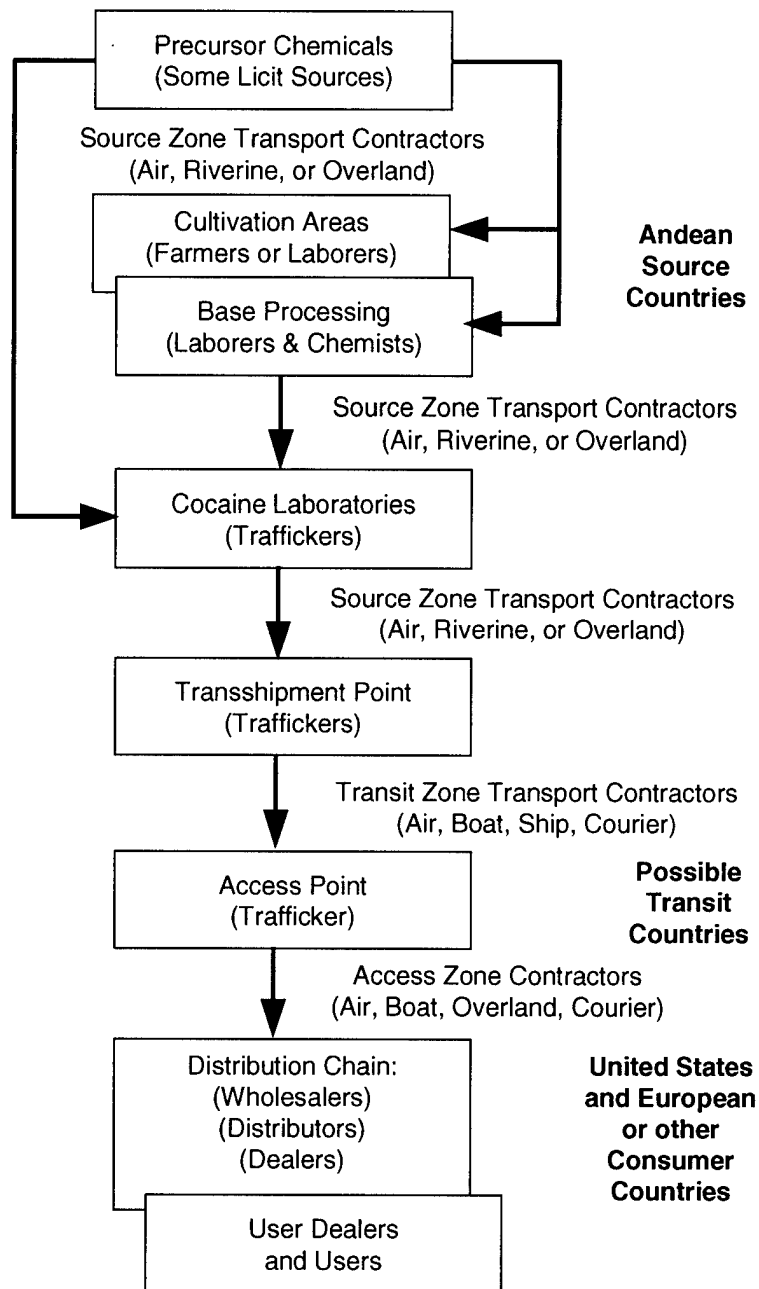 Precursor Chemicals
(Some Licit Sources)
Source Zone Transport Contractors
(Air, Riverine, or Overland)
Cultivation Areas
(Farmers or Laborers)
Andean
Source
Countries
Base Processing
(Laborers & Chemists)
Source Zone Transport Contractors
(Air, Riverine, or Overland)
Cocaine Laboratories
(Traffickers)
Source Zone Transport Contractors
(Air, Riverine, or Overland)
Transshipment Point
(Traffickers)
Transit Zone Transport Contractors
(Air, Boat, Ship, Courier)
Access Point
(Trafficker)
Possible
Transit
Countries
Access Zone Contractors
(Air, Boat, Overland, Courier)
Distribution Chain:
(Wholesalers)
(Distributors)
(Dealers)
United States
and European
or other
Consumer
Countries
User Dealers
and Users